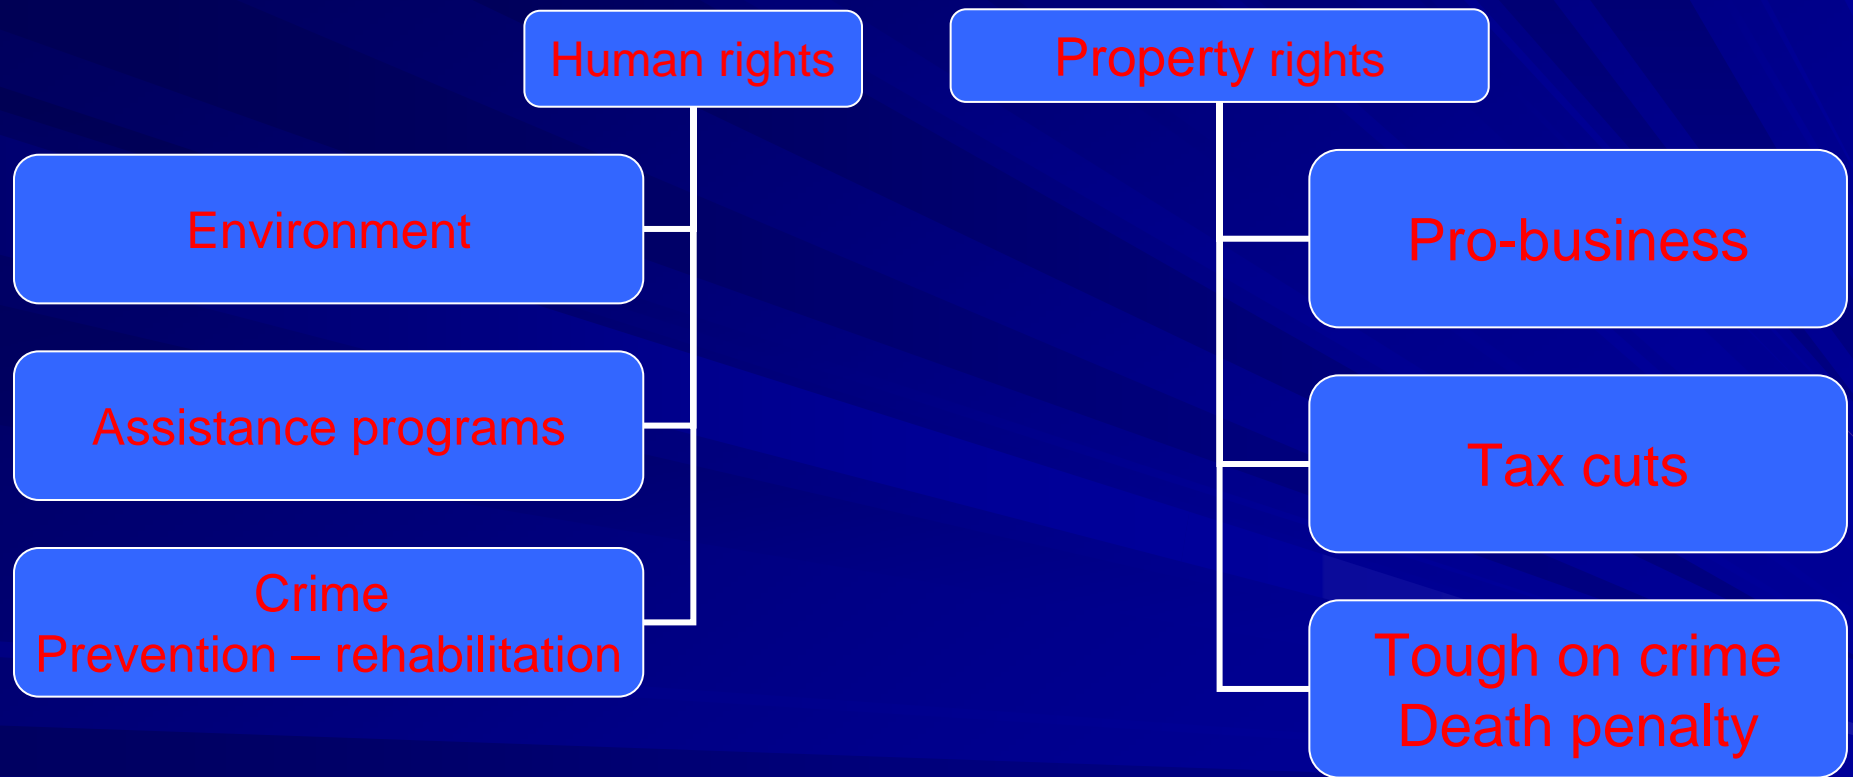 Human rights
Environment
Assistance programs
Crime
Prevention – rehabilitation
Property rights
Pro-business
Tax cuts
Tough on crime
Death penalty